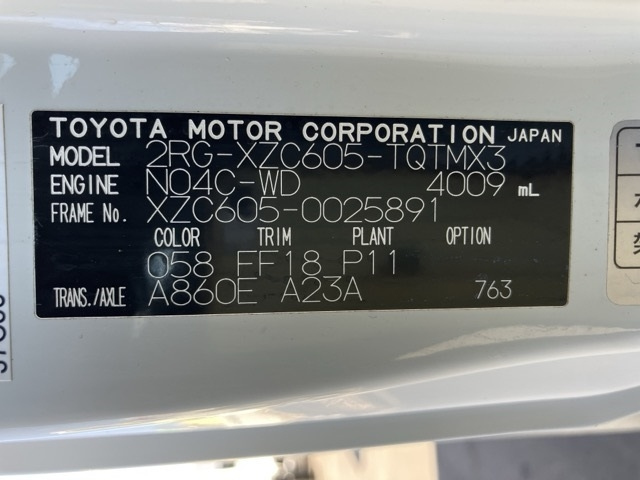 TOYOTA MOTOR CORPORATION JAPAN
MODEL 2RG-XZC605-TQTMX3
ENGINE N04C-WD 4009 mL
FRAME No. XZC605-0025891
COLOR TRIM PLANT OPTION
058 FF18 P11
TRANS./AXLE A860E A23A 763